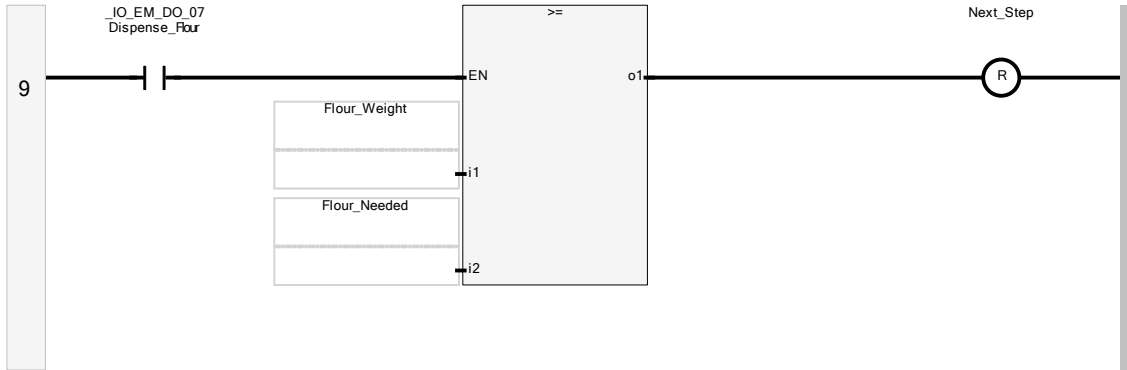 _IO_EM_DO_07
Dispense_Flour
>=
Next_Step
9
EN
o1
R
Flour_Weight
i1
Flour_Needed
i2